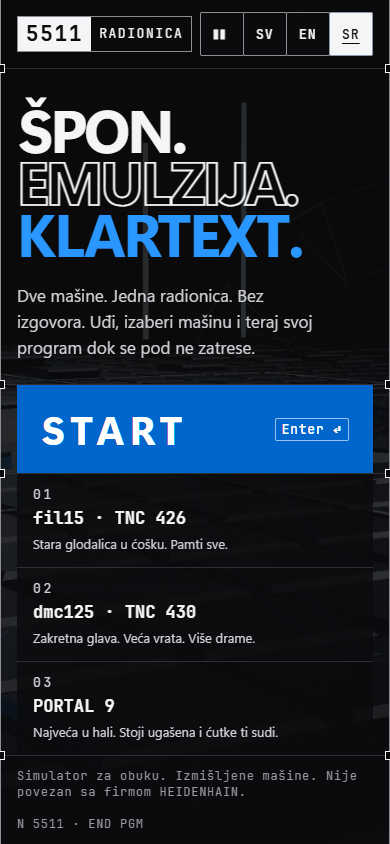 5511 RADIONICA
SV EN SR
ŠPON.
EMULZIJA.
KLARTEXT.
Dve mašine. Jedna radionica. Bez
izgovora. Uđi, izaberi mašinu i teraj svoj
program dok se pod ne zatrese.
START Enter ⏎
01
fil15 · TNC 426
Stara glodalica u ćošku. Pamti sve.
02
dmc125 · TNC 430
Zakretna glava. Veća vrata. Više drame.
03
PORTAL 9
Najveća u hali. Stoji ugašena i ćutke ti sudi.
Simulator za obuku. Izmišljene mašine. Nije
povezan sa firmom HEIDENHAIN.
N 5511 · END PGM